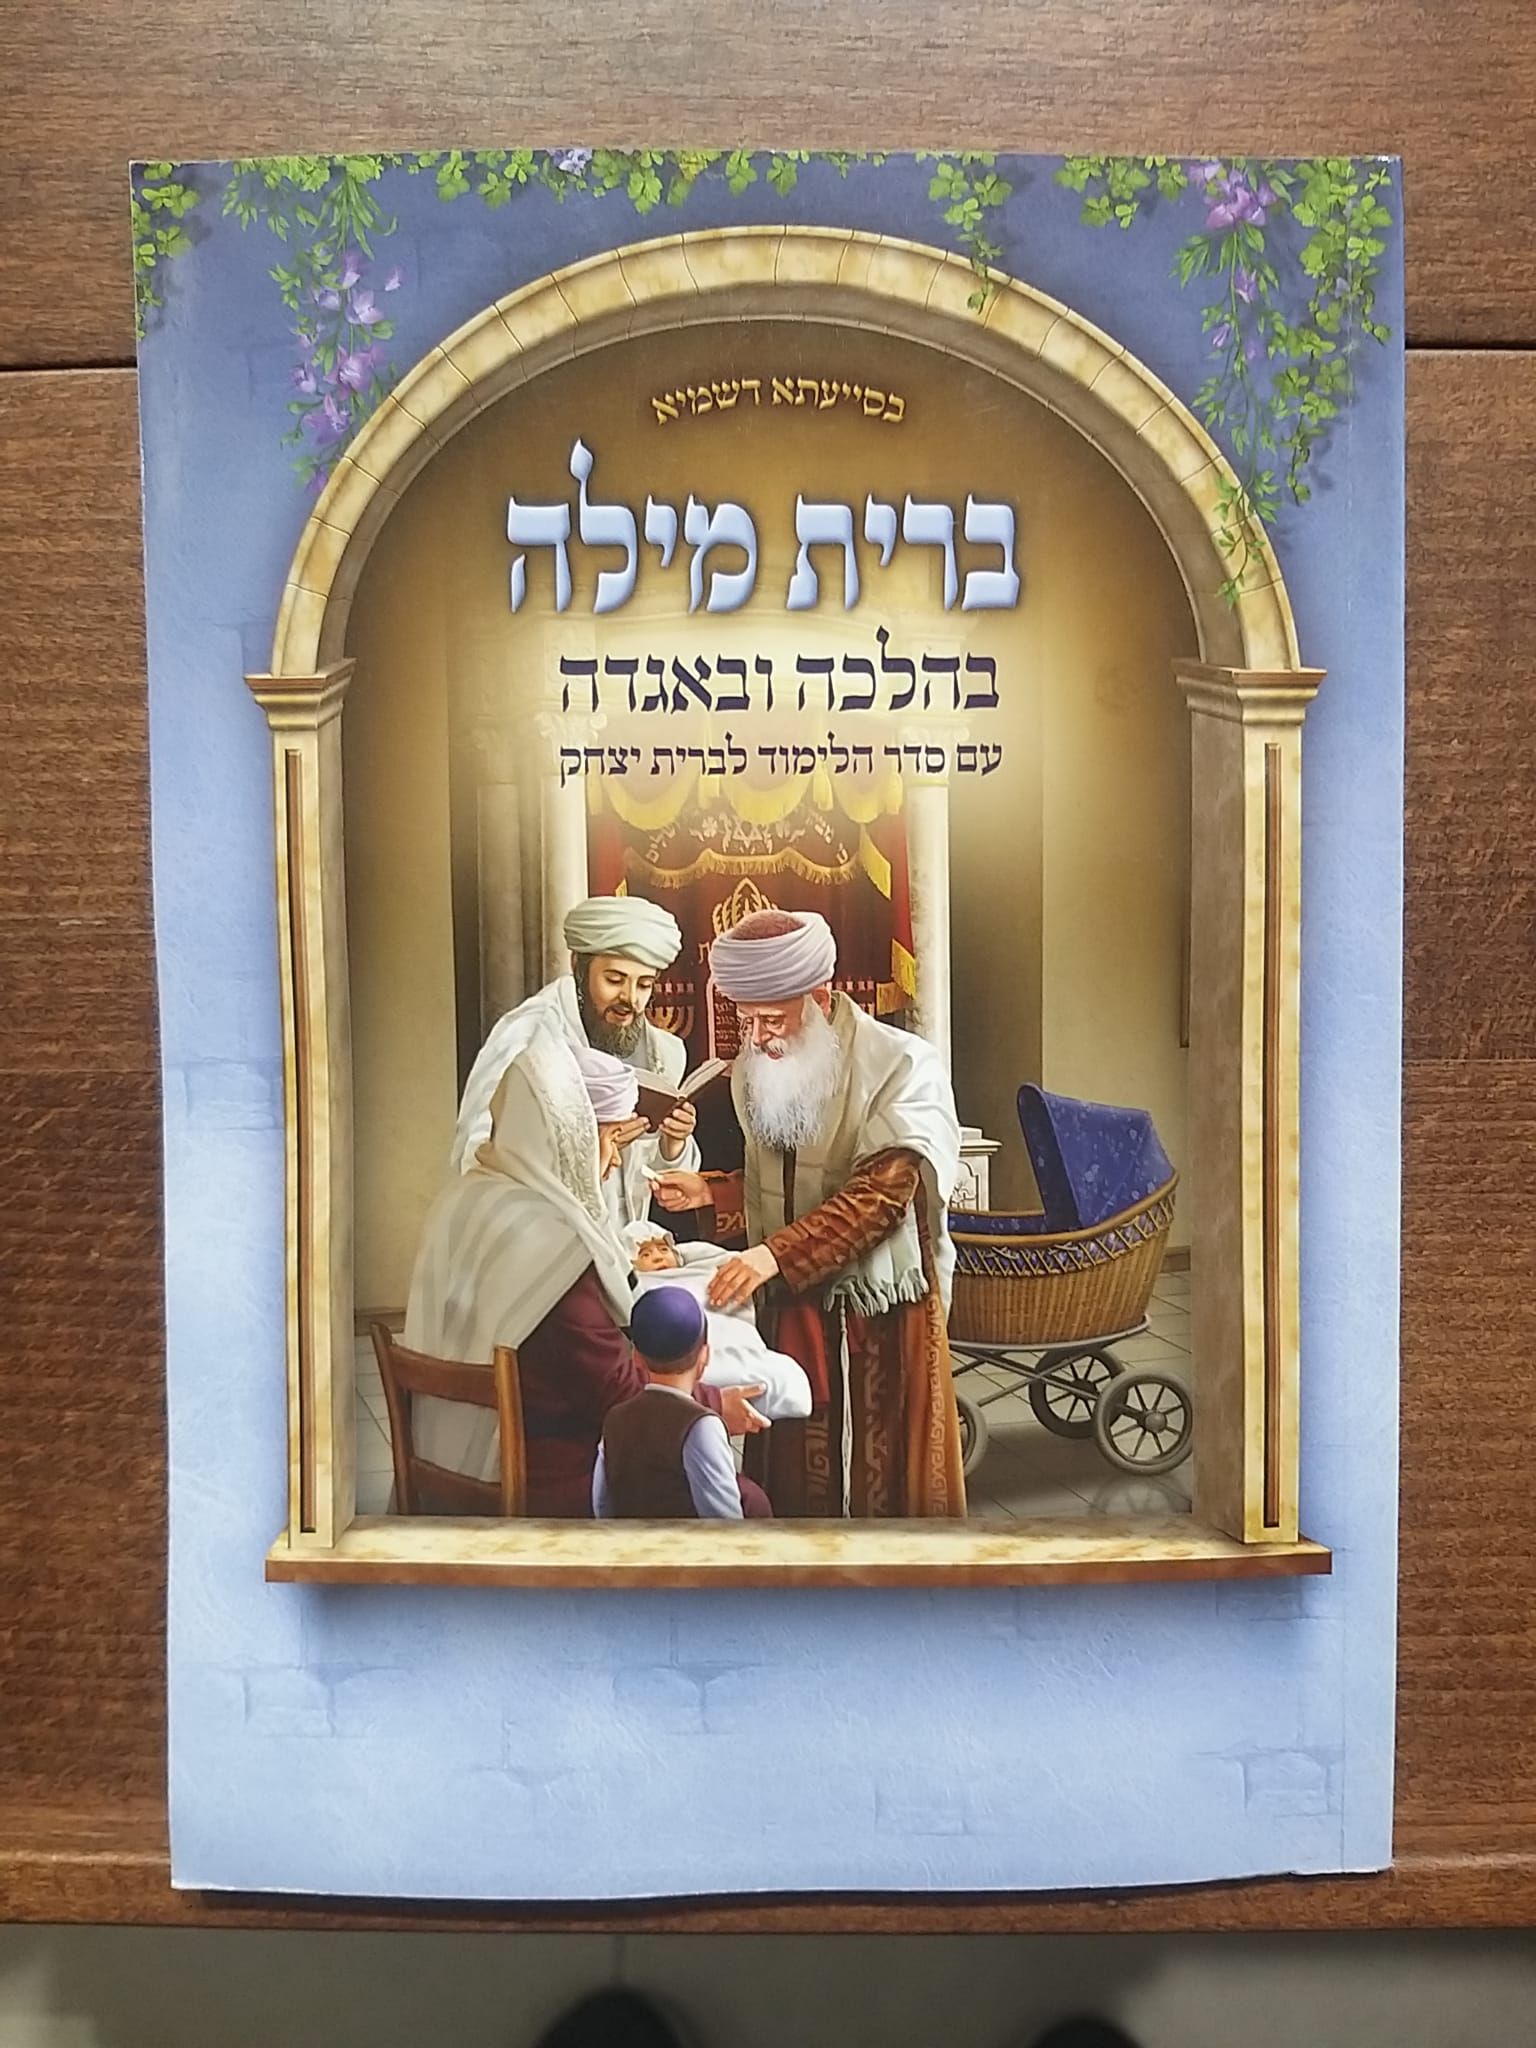 בסייעתא דשמיא
ברית מילה
בהלכה ובאגדה
עם סדר הלימוד לברית יצחק